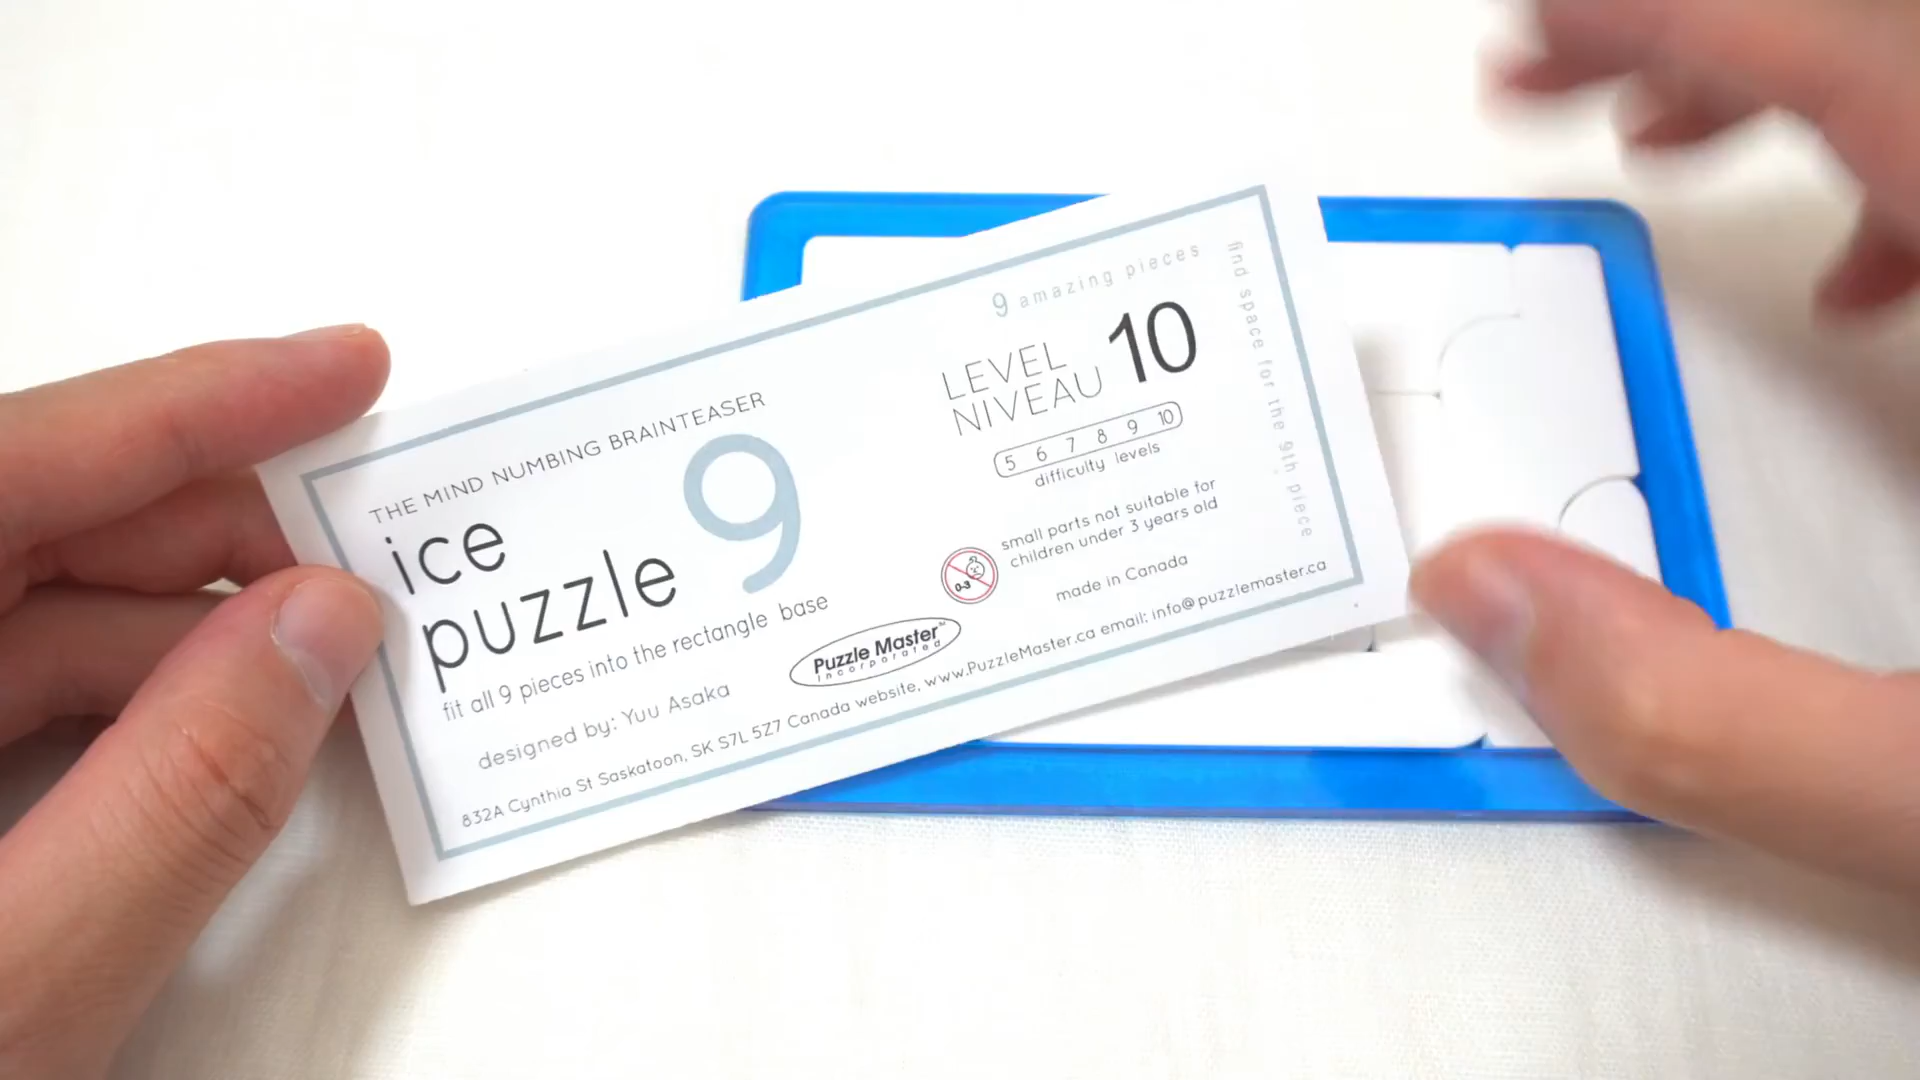 THE MIND NUMBING BRAINTEASER
ice
puzzle 9
fit all 9 pieces into the rectangle base
designed by: Yuu Asaka
832A Cynthia St Saskatoon, SK S7L 5Z7 Canada website, www.PuzzleMaster.ca email: info@puzzlemaster.ca
Puzzle Master™
incorporated
9 amazing pieces
LEVEL
NIVEAU 10
5 6 7 8 9 10
difficulty levels
0-3
small parts not suitable for
children under 3 years old
made in Canada
find space for the 9th piece